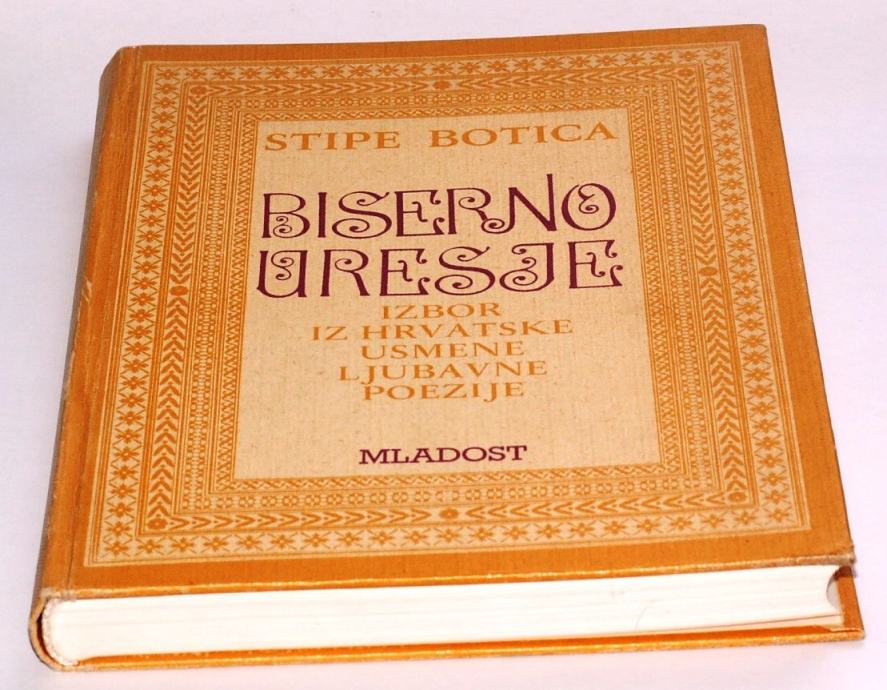 STIPE BOTICA
BISERNO
URESJE
IZBOR
IZ HRVATSKE
USMENE
LJUBAVNE
POEZIJE
MLADOST